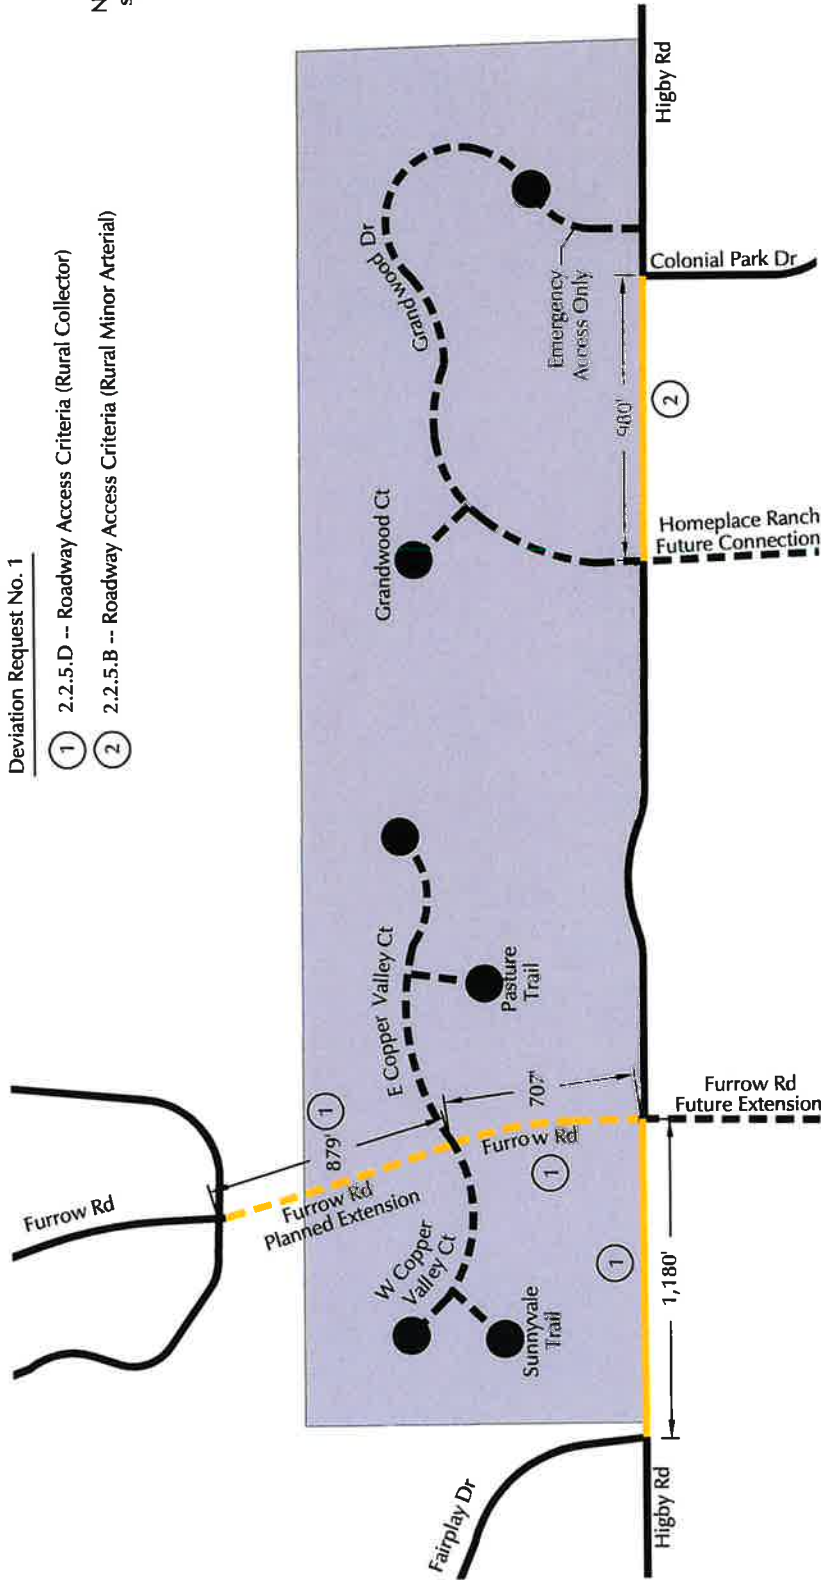 Deviation Request No. 1
1 2.2.5.D -- Roadway Access Criteria (Rural Collector)
2 2.2.5.B -- Roadway Access Criteria (Rural Minor Arterial)
Higby Rd
Colonial Park Dr
Grandwood Dr
Emergency
Access Only
980'
2
Grandwood Ct
Homeplace Ranch
Future Connection
E Copper Valley Ct
Pasture
Trail
707'
1
879'
Furrow Rd
Furrow Rd
Planned Extension
Furrow Rd
1
Furrow Rd
Future Extension
W Copper
Valley Ct
Sunnyvale
Trail
1
1,180'
Fairplay Dr
Higby Rd